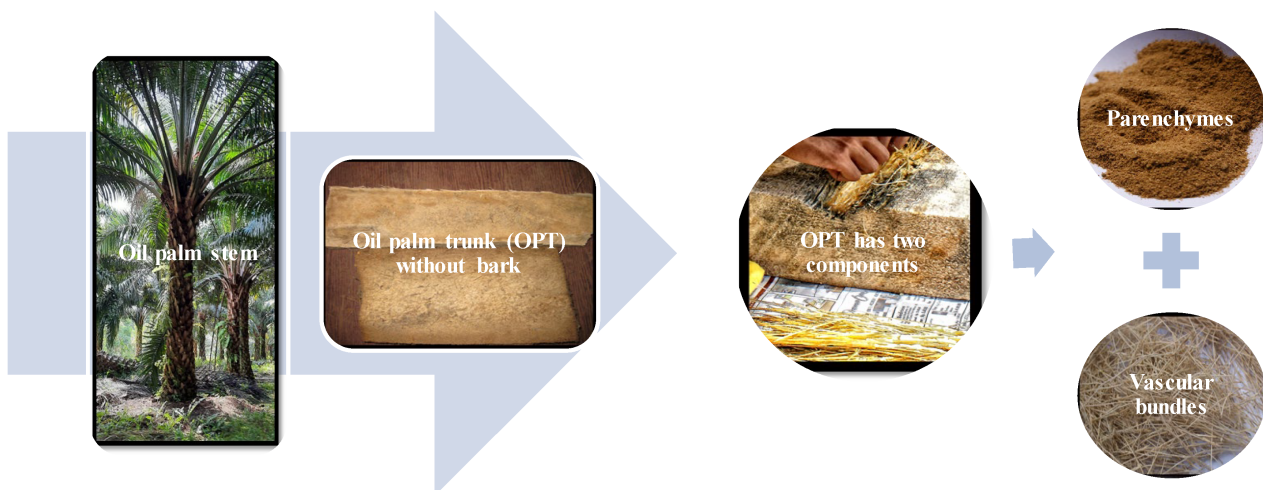 Oil palm stem
Oil palm trunk (OPT)
without bark
OPT has two
components
Parenchymes
Vascular
bundles